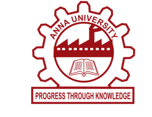 ANNA UNIVERSITY
PROGRESS THROUGH KNOWLEDGE